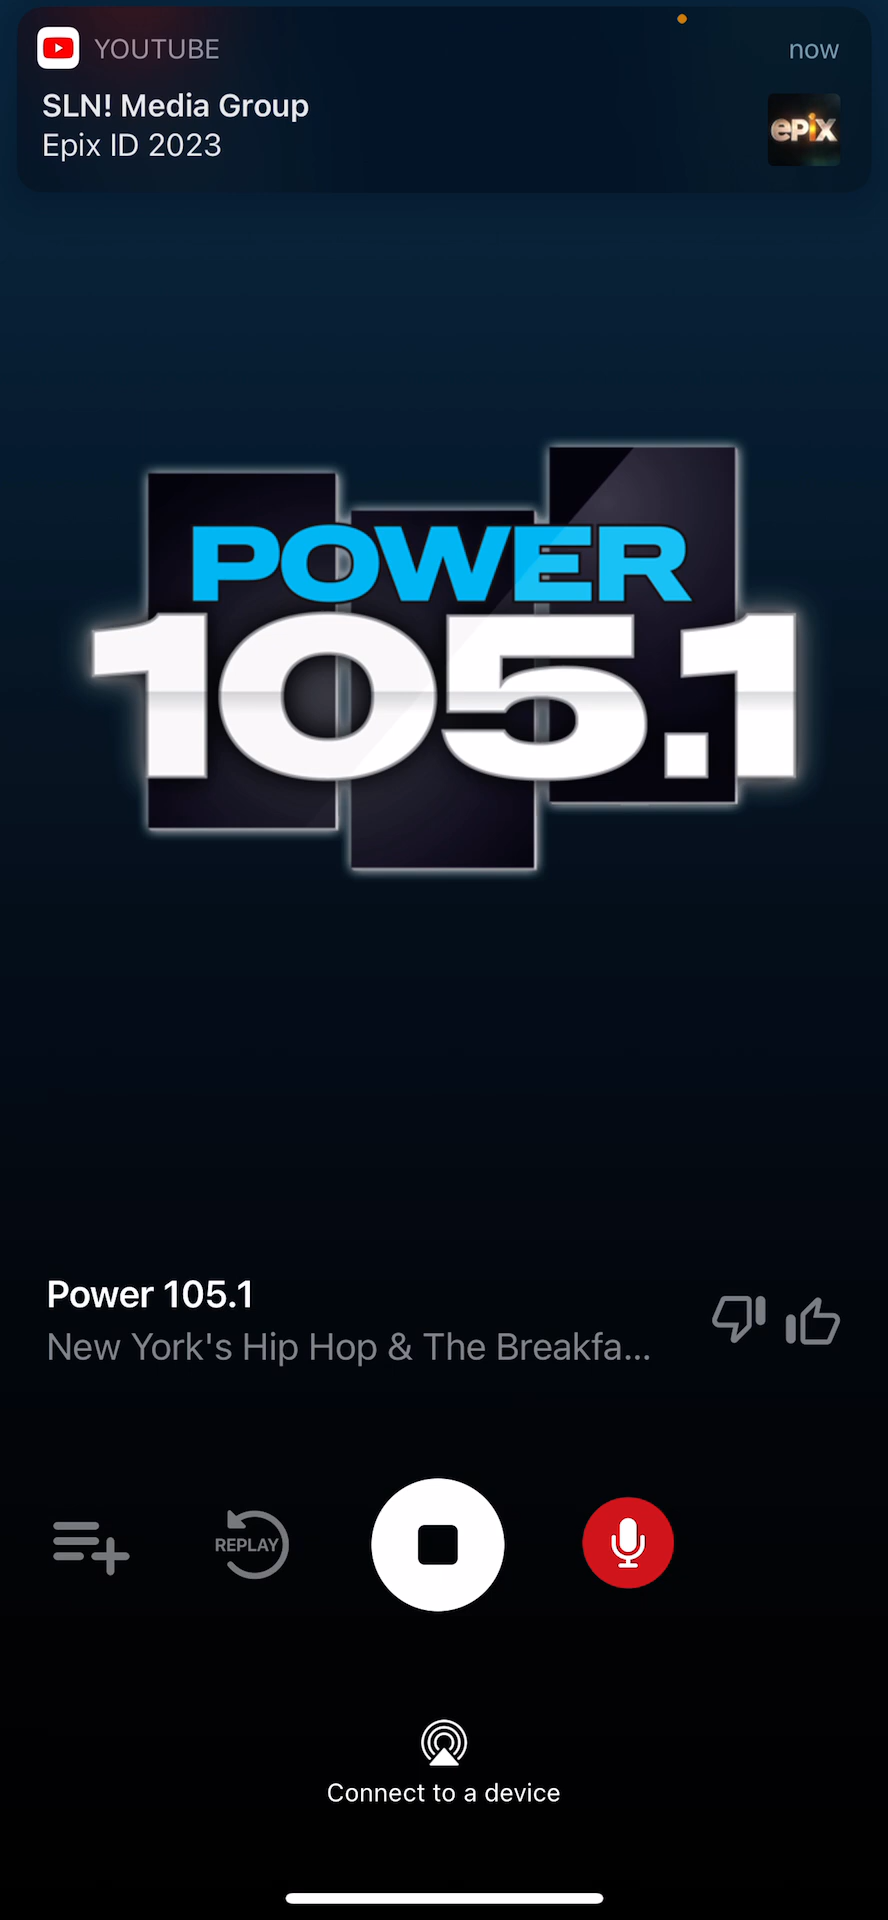 YOUTUBE
now
SLN! Media Group
Epix ID 2023
epix
POWER
105.1
Power 105.1
New York's Hip Hop & The Breakfa...
REPLAY
Connect to a device